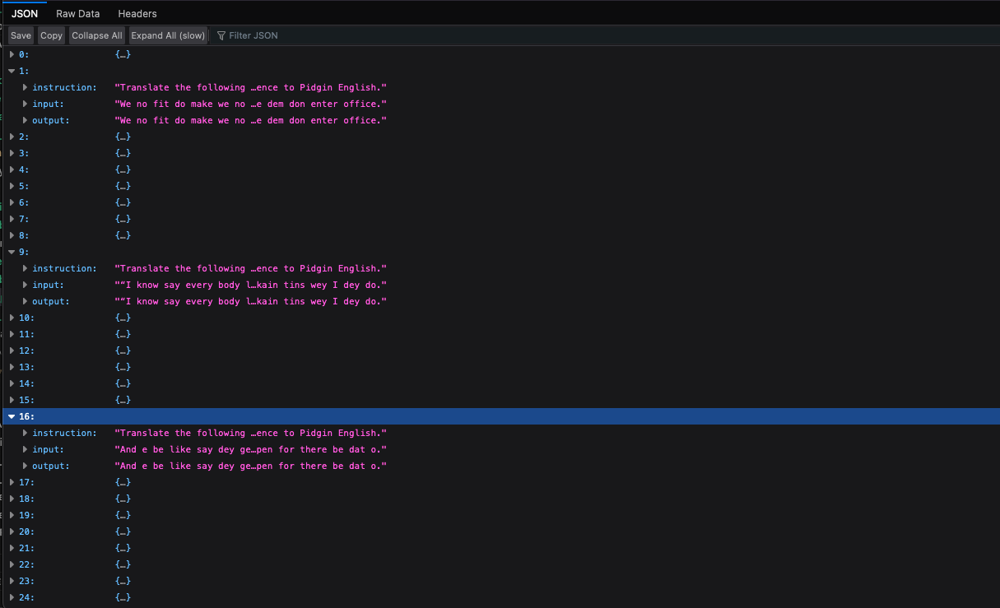 JSON Raw Data Headers
Save Copy Collapse All Expand All (slow) Filter JSON
0: {…}
1:
instruction: "Translate the following …ence to Pidgin English."
input: "We no fit do make we no …e dem don enter office."
output: "We no fit do make we no …e dem don enter office."
2: {…}
3: {…}
4: {…}
5: {…}
6: {…}
7: {…}
8: {…}
9:
instruction: "Translate the following …ence to Pidgin English."
input: "“I know say every body l…kain tins wey I dey do."
output: "“I know say every body l…kain tins wey I dey do."
10: {…}
11: {…}
12: {…}
13: {…}
14: {…}
15: {…}
16:
instruction: "Translate the following …ence to Pidgin English."
input: "And e be like say dey ge…pen for there be dat o."
output: "And e be like say dey ge…pen for there be dat o."
17: {…}
18: {…}
19: {…}
20: {…}
21: {…}
22: {…}
23: {…}
24: {…}